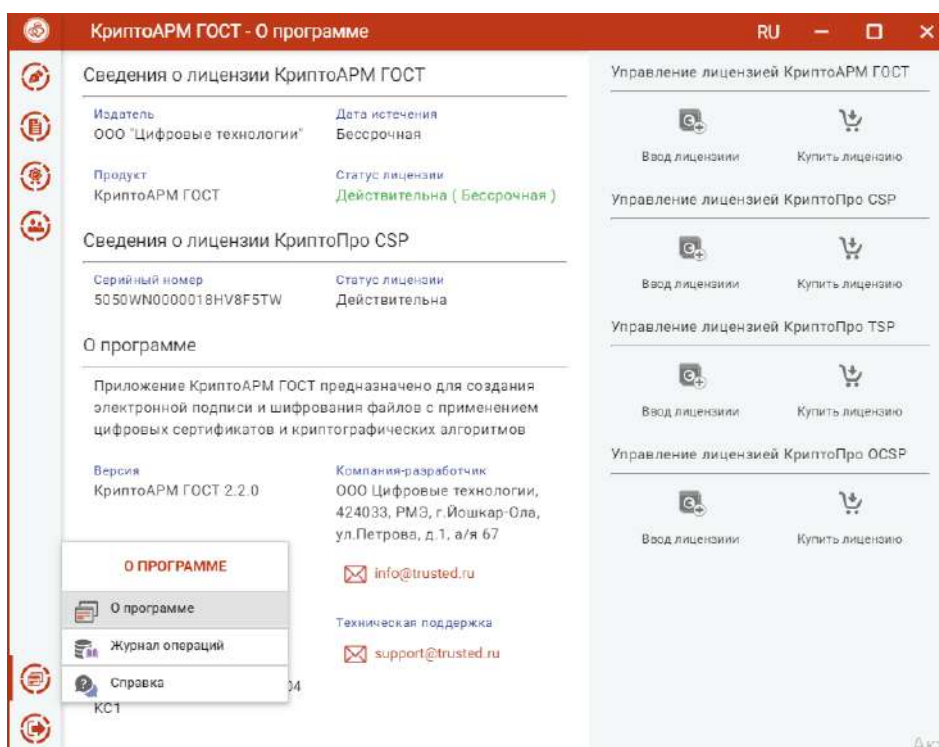 КриптоАРМ ГОСТ - О программе
RU
Сведения о лицензии КриптоАРМ ГОСТ
Издатель
Дата истечения
ООО "Цифровые технологии"
Бессрочная
Продукт
Статус лицензии
КриптоАРМ ГОСТ
Действительна ( Бессрочная )
Сведения о лицензии КриптоПро CSP
Серийный номер
Статус лицензии
5050WN0000018HV8F5TW
Действительна
О программе
Приложение КриптоАРМ ГОСТ предназначено для создания
электронной подписи и шифрования файлов с применением
цифровых сертификатов и криптографических алгоритмов
Версия
Компания-разработчик
КриптоАРМ ГОСТ 2.2.0
ООО Цифровые технологии,
424033, РМЭ, г.Йошкар-Ола,
ул.Петрова, д.1, а/я 67
info@trusted.ru
Техническая поддержка
support@trusted.ru
О ПРОГРАММЕ
О программе
Журнал операций
Справка
04
КС1
Управление лицензией КриптоАРМ ГОСТ
Ввод лицензиии
Купить лицензию
Управление лицензией КриптоПро CSP
Ввод лицензиии
Купить лицензию
Управление лицензией КриптоПро TSP
Ввод лицензиии
Купить лицензию
Управление лицензией КриптоПро OCSP
Ввод лицензиии
Купить лицензию